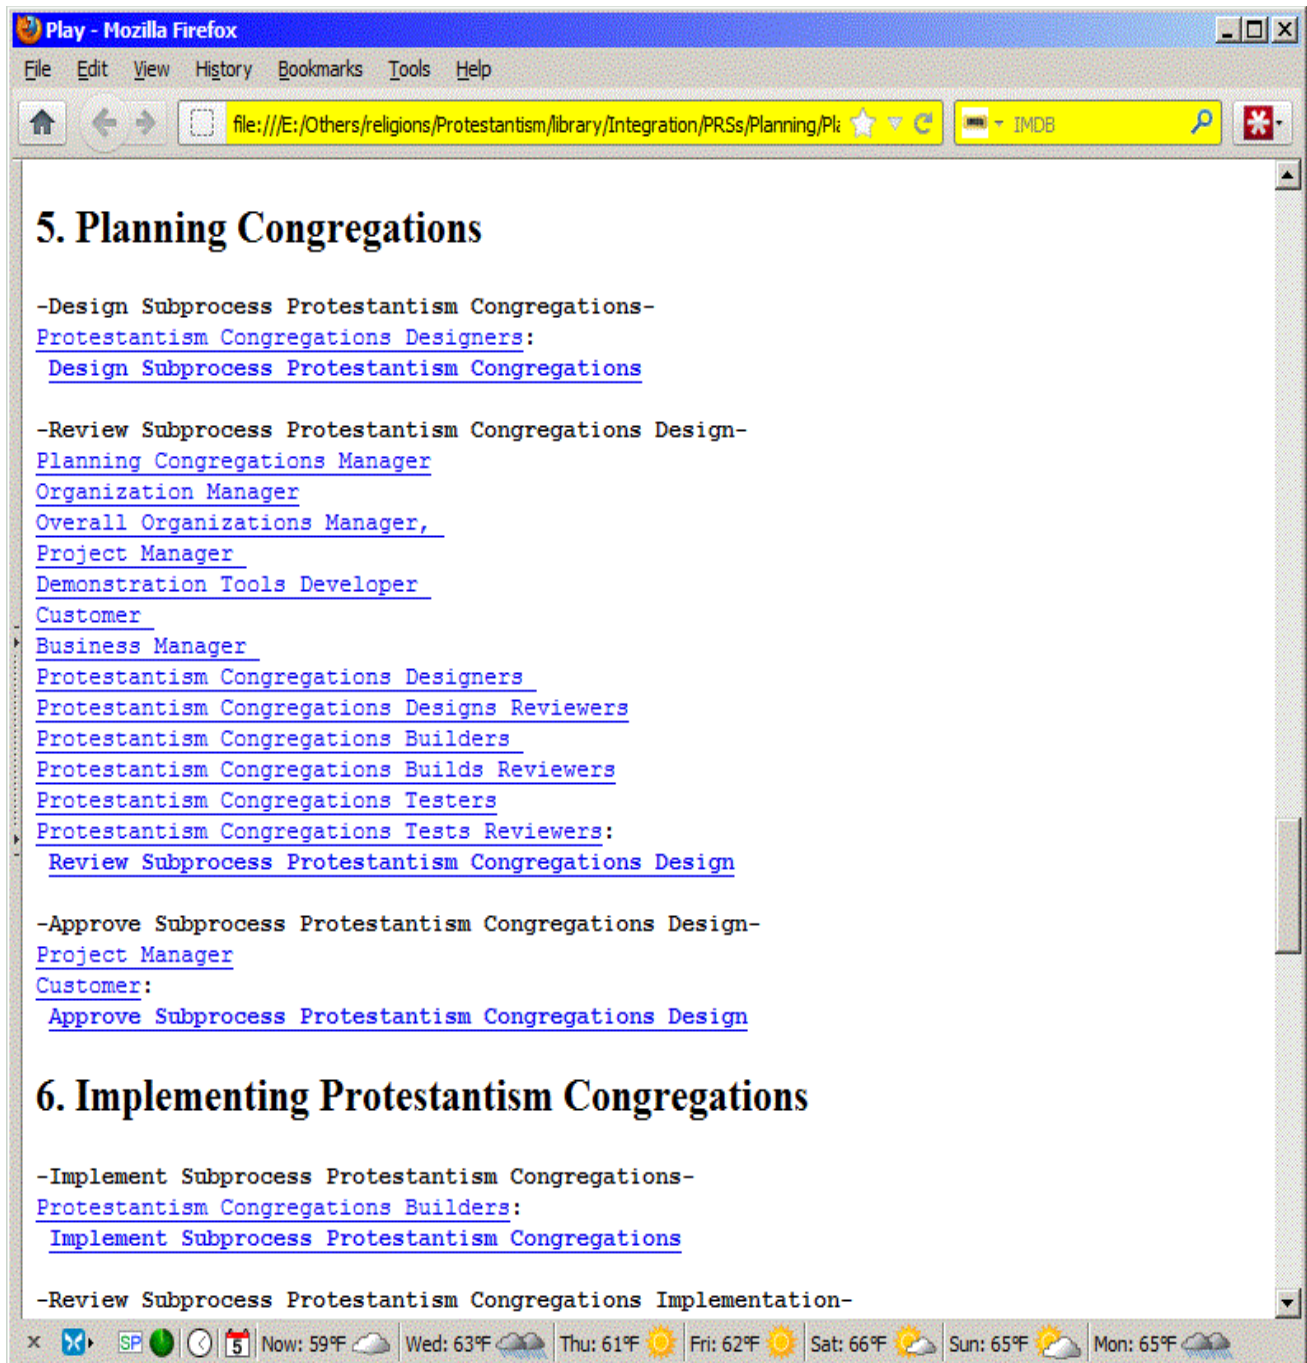 Play - Mozilla Firefox
File Edit View History Bookmarks Tools Help
file:///E:/Others/religions/Protestantism/library/Integration/PRSs/Planning/Pla IMDB
5. Planning Congregations
-Design Subprocess Protestantism Congregations-
Protestantism Congregations Designers:
Design Subprocess Protestantism Congregations
-Review Subprocess Protestantism Congregations Design-
Planning Congregations Manager
Organization Manager
Overall Organizations Manager,
Project Manager
Demonstration Tools Developer
Customer
Business Manager
Protestantism Congregations Designers
Protestantism Congregations Designs Reviewers
Protestantism Congregations Builders
Protestantism Congregations Builds Reviewers
Protestantism Congregations Testers
Protestantism Congregations Tests Reviewers:
Review Subprocess Protestantism Congregations Design
-Approve Subprocess Protestantism Congregations Design-
Project Manager
Customer:
Approve Subprocess Protestantism Congregations Design
6. Implementing Protestantism Congregations
-Implement Subprocess Protestantism Congregations-
Protestantism Congregations Builders:
Implement Subprocess Protestantism Congregations
-Review Subprocess Protestantism Congregations Implementation-
× SP 5 Now: 59°F Wed: 63°F Thu: 61°F Fri: 62°F Sat: 66°F Sun: 65°F Mon: 65°F